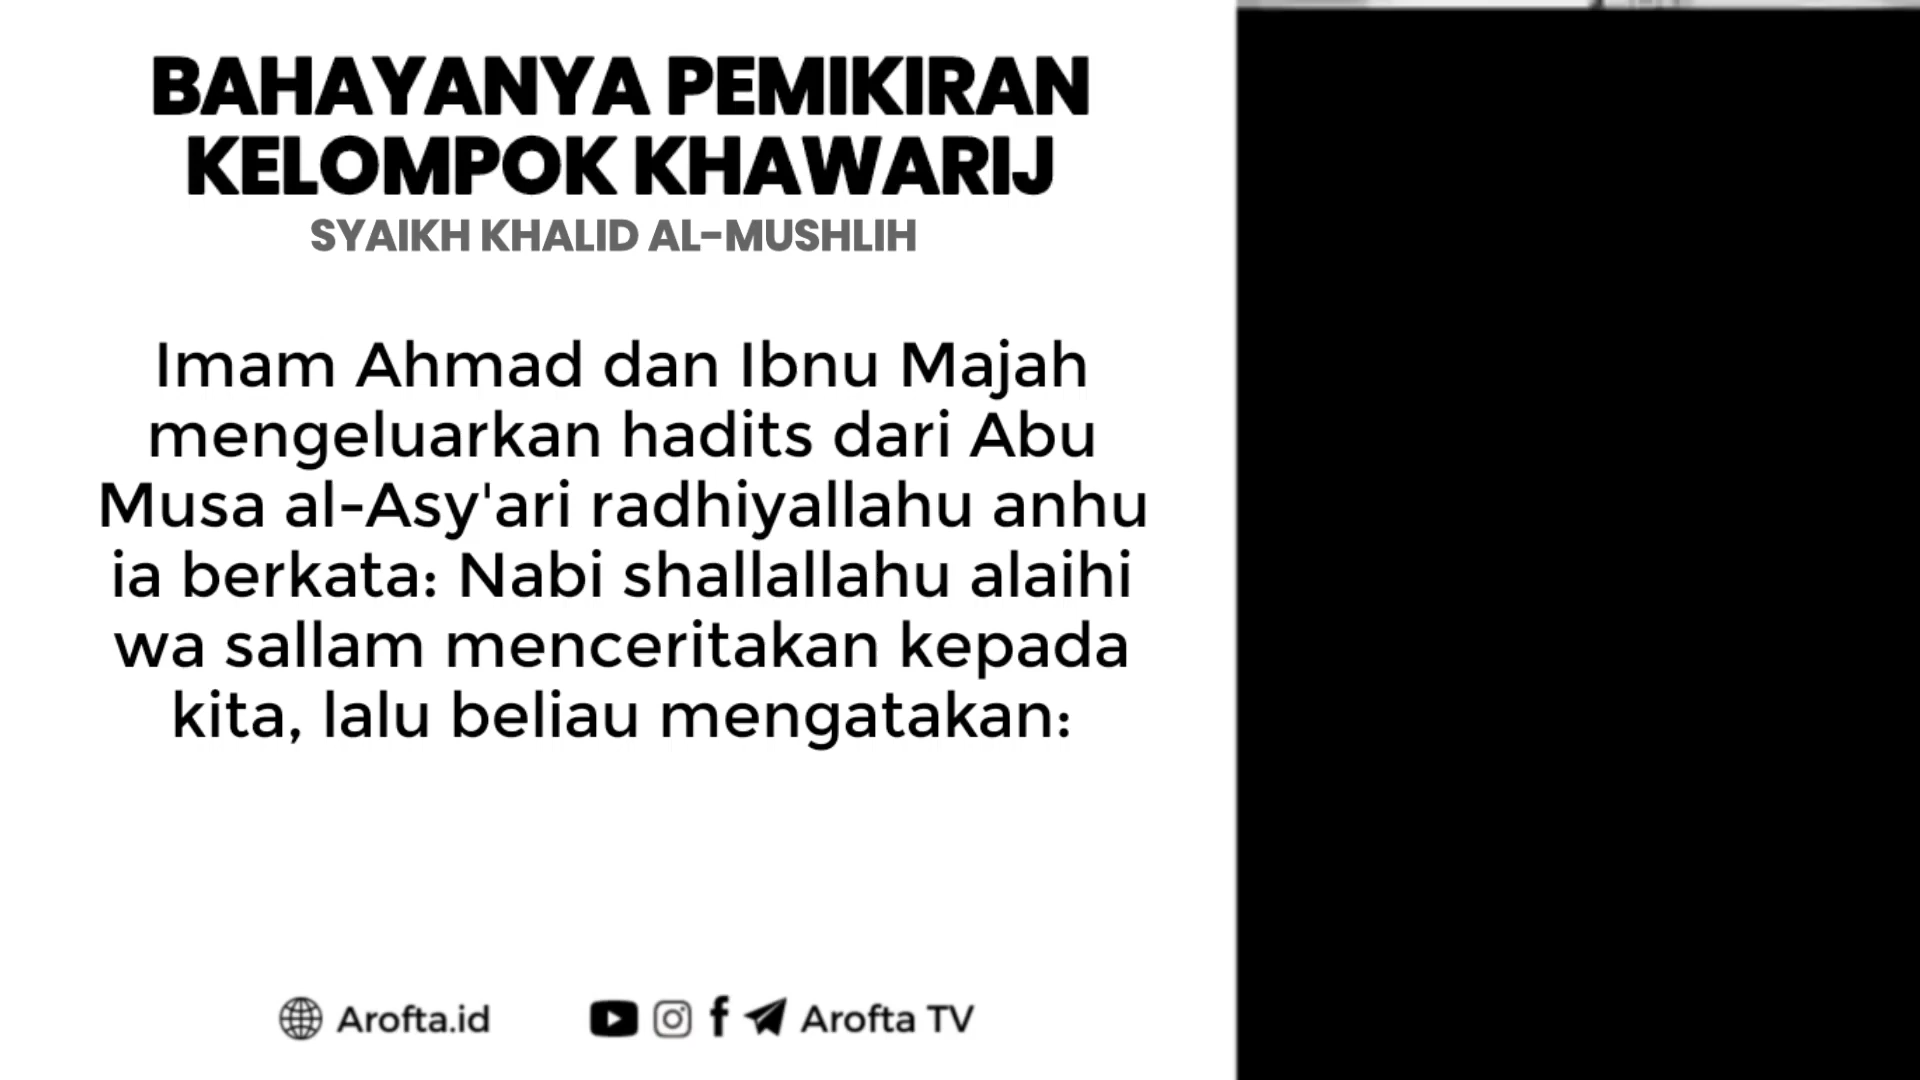 BAHAYANYA PEMIKIRAN
KELOMPOK KHAWARIJ
SYAIKH KHALID AL-MUSHLIH
Imam Ahmad dan Ibnu Majah
mengeluarkan hadits dari Abu
Musa al-Asy'ari radhiyallahu anhu
ia berkata: Nabi shallallahu alaihi
wa sallam menceritakan kepada
kita, lalu beliau mengatakan:
Arofta.id
Arofta TV